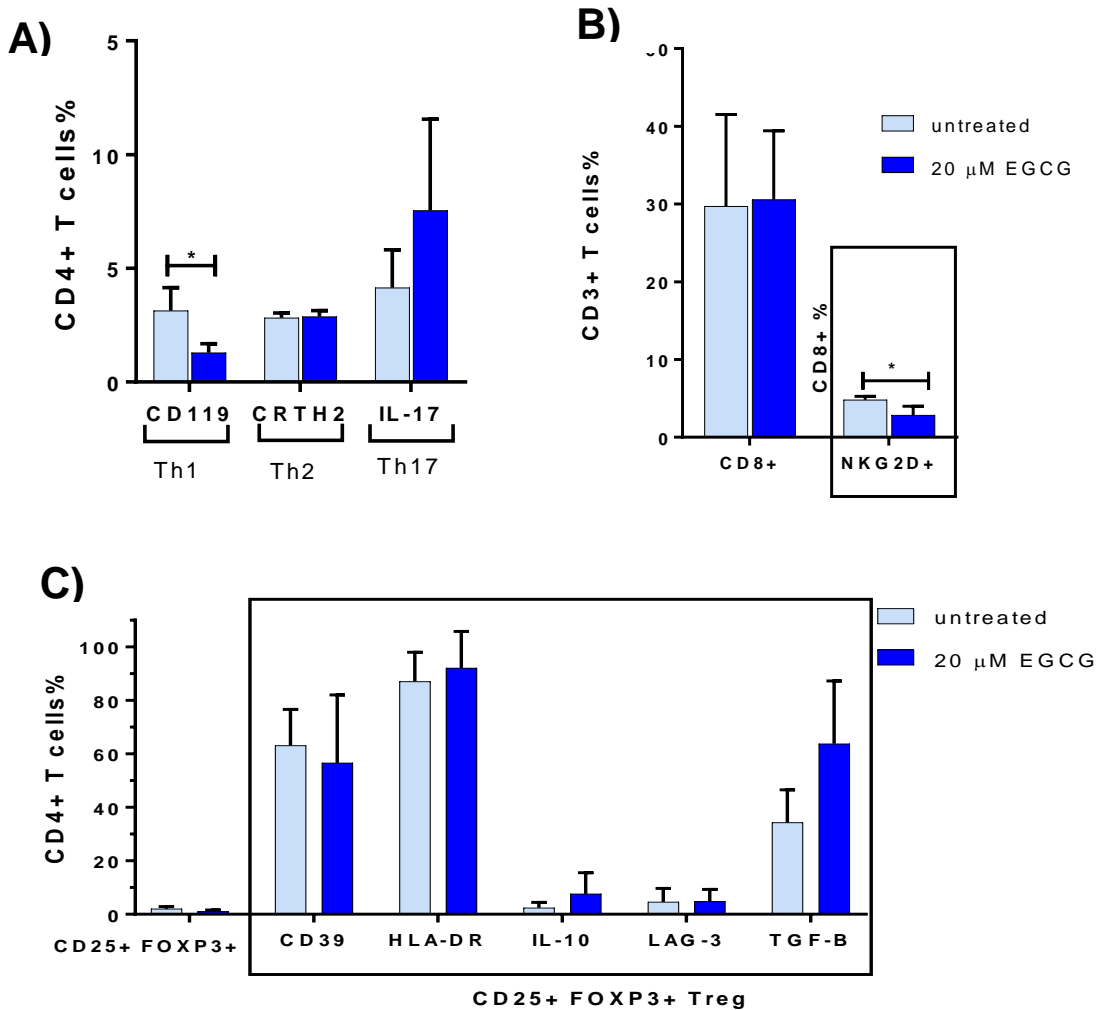 A)
CD4+ T cells%
5
10
5
0
*
CD119
CRTH2
IL-17
Th1
Th2
Th17
B)
CD3+ T cells%
40
30
20
10
0
untreated
20 μM EGCG
CD8+ %
*
CD8+
NKG2D+
C)
CD4+ T cells%
100
80
60
40
20
0
untreated
20 μM EGCG
CD25+ FOXP3+
CD39
HLA-DR
IL-10
LAG-3
TGF-B
CD25+ FOXP3+ Treg